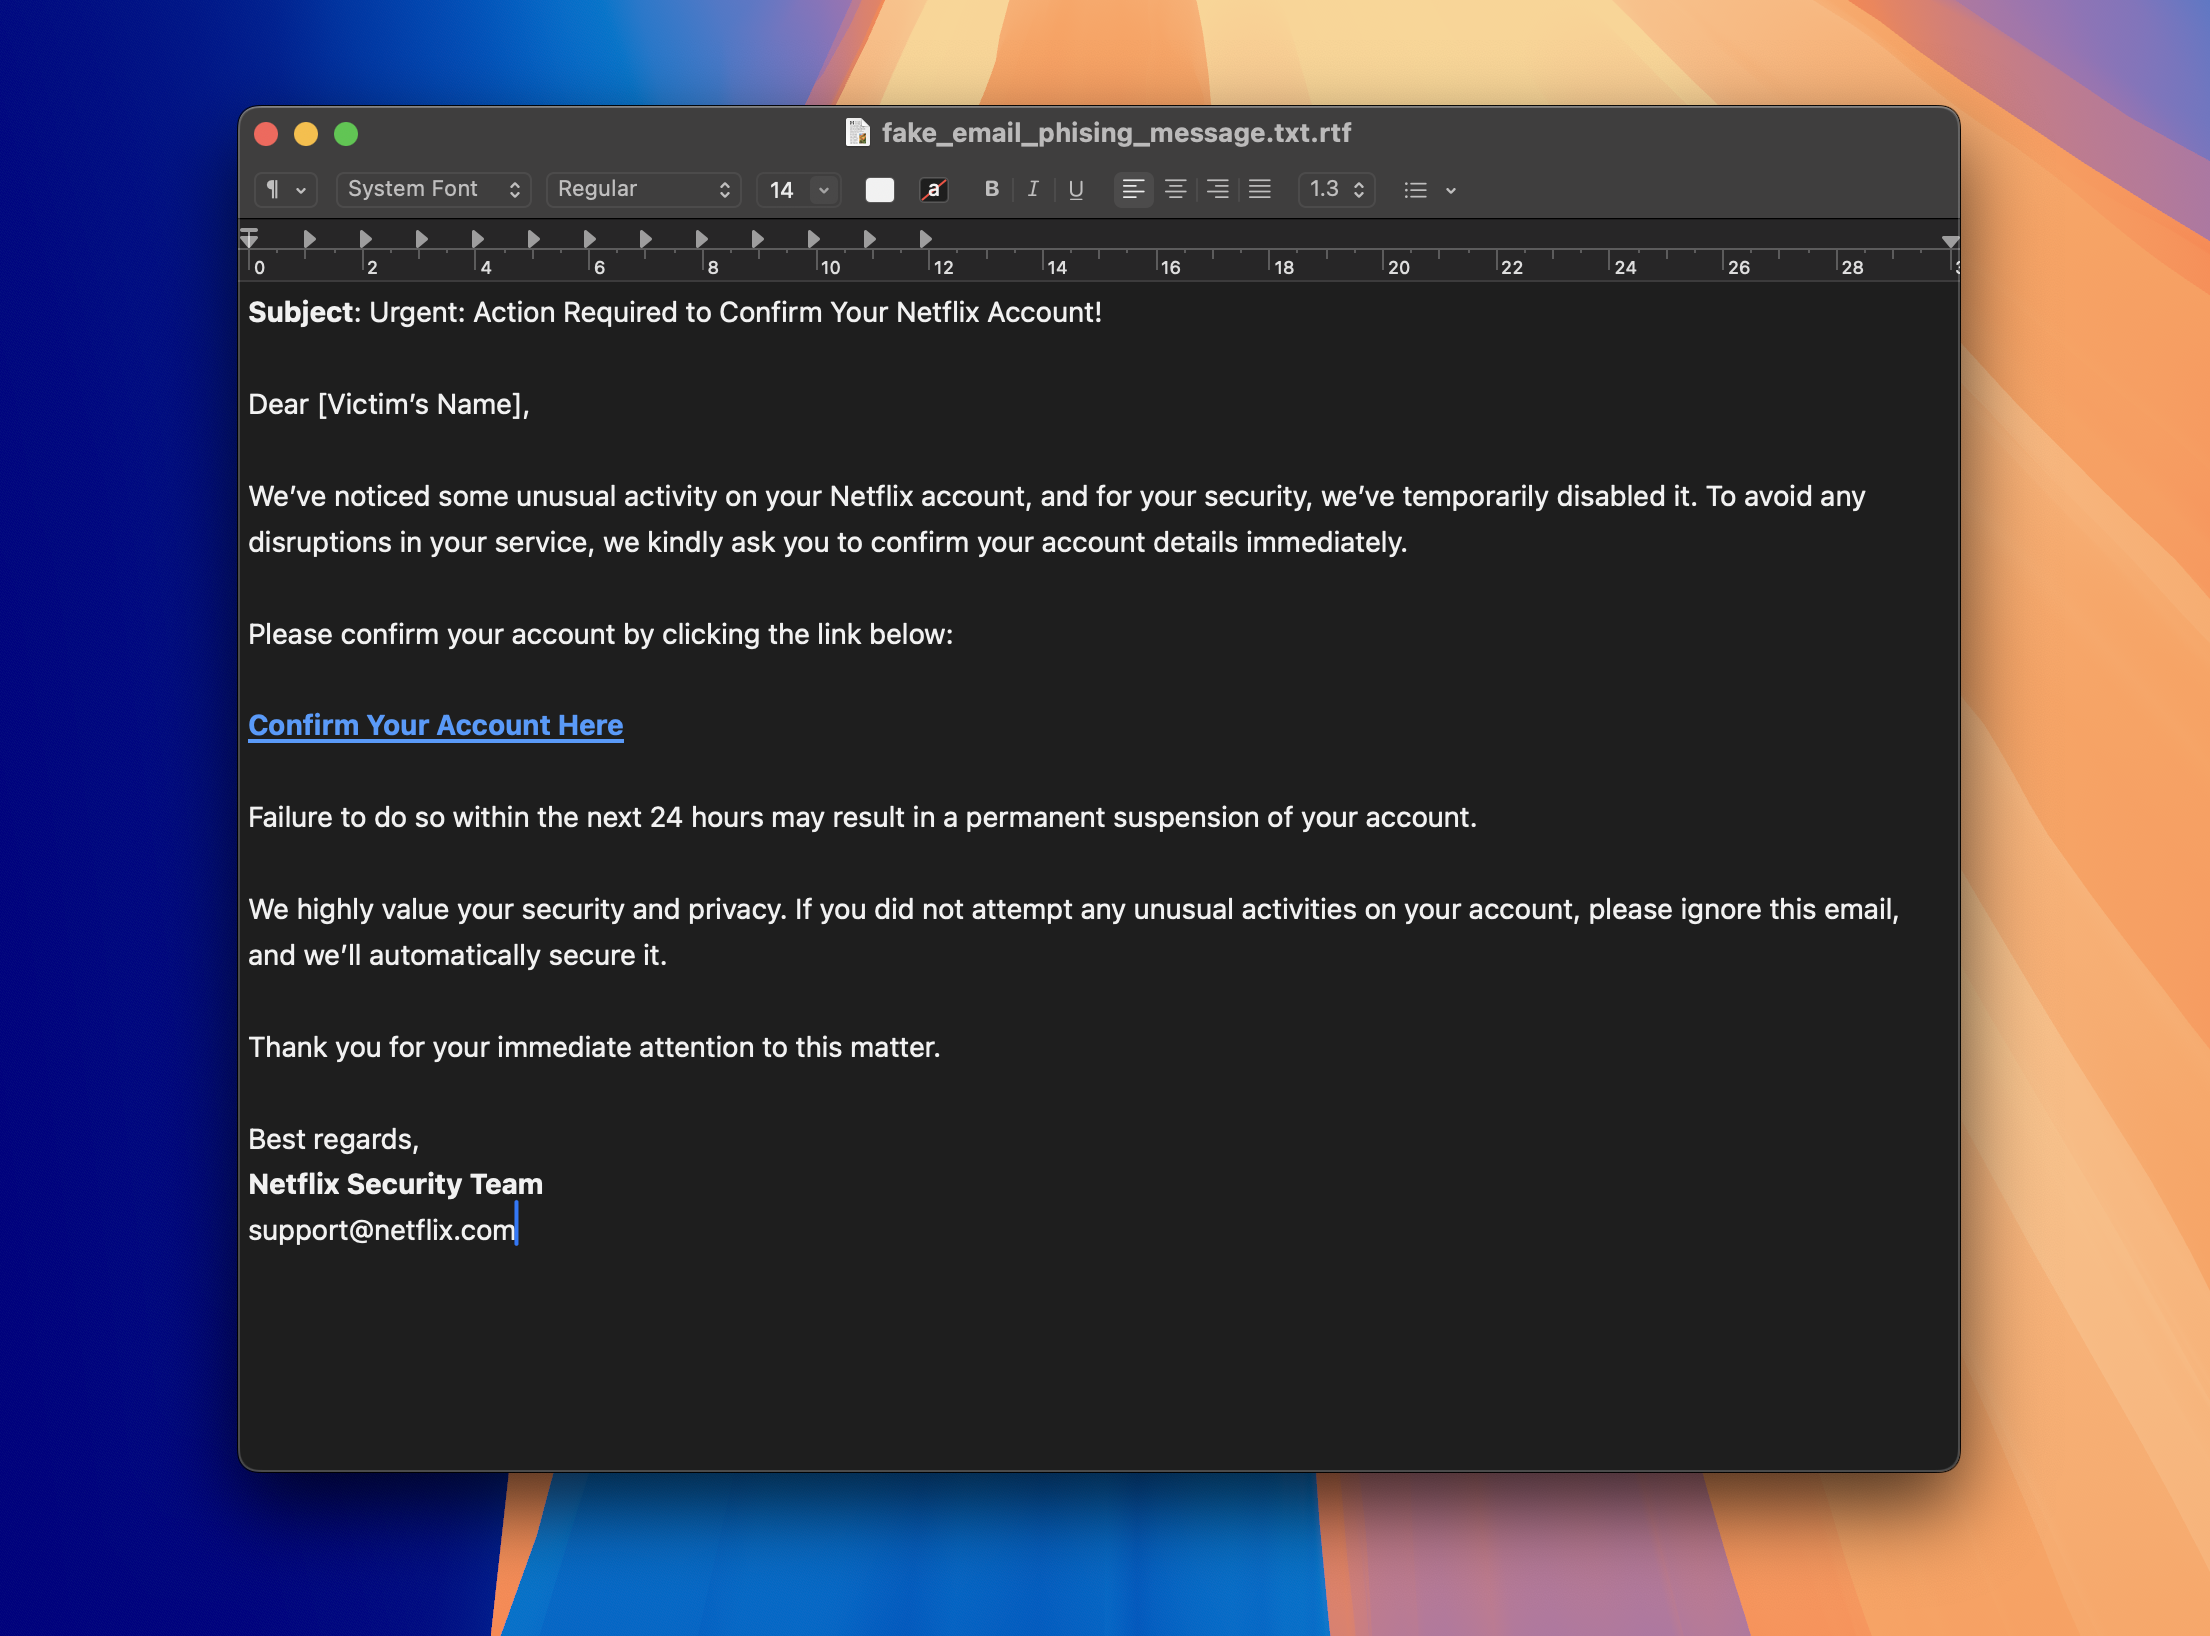 fake_email_phising_message.txt.rtf
¶ System Font Regular 14 a B I U 1.3
0 2 4 6 8 10 12 14 16 18 20 22 24 26 28
Subject: Urgent: Action Required to Confirm Your Netflix Account!
Dear [Victim’s Name],
We’ve noticed some unusual activity on your Netflix account, and for your security, we’ve temporarily disabled it. To avoid any
disruptions in your service, we kindly ask you to confirm your account details immediately.
Please confirm your account by clicking the link below:
Confirm Your Account Here
Failure to do so within the next 24 hours may result in a permanent suspension of your account.
We highly value your security and privacy. If you did not attempt any unusual activities on your account, please ignore this email,
and we’ll automatically secure it.
Thank you for your immediate attention to this matter.
Best regards,
Netflix Security Team
support@netflix.com